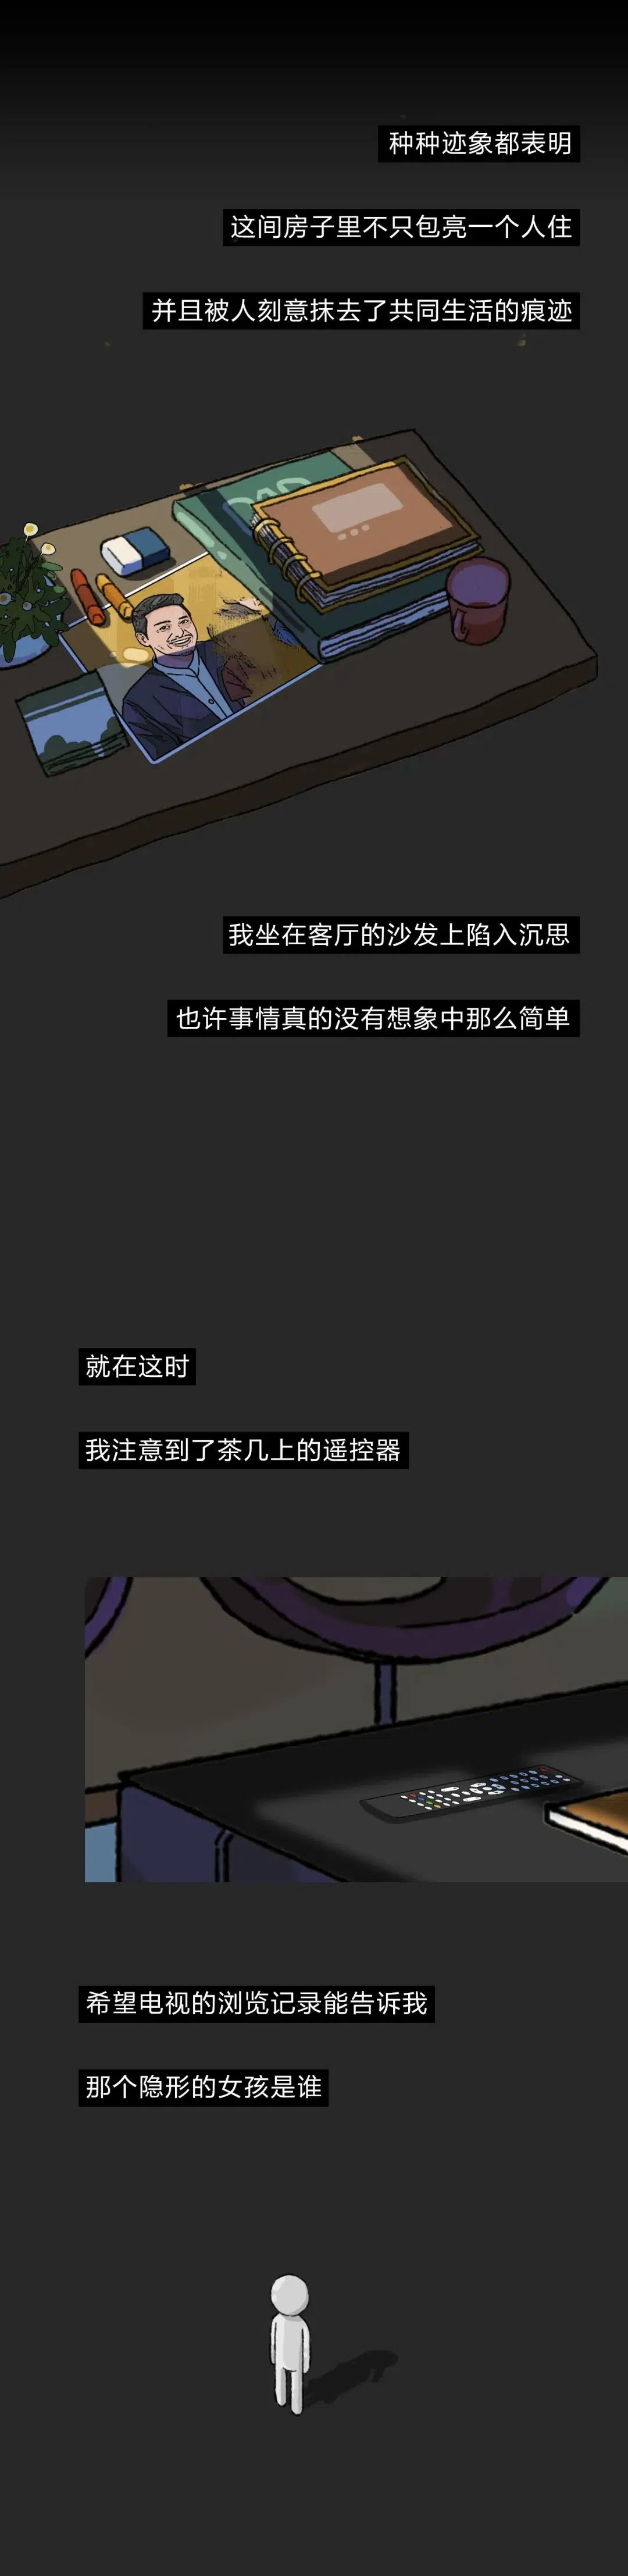 种种迹象都表明
这间房子里不只包亮一个人住
并且被人刻意抹去了共同生活的痕迹
DAD
我坐在客厅的沙发上陷入沉思
也许事情真的没有想象中那么简单
就在这时
我注意到了茶几上的遥控器
希望电视的浏览记录能告诉我
那个隐形的女孩是谁